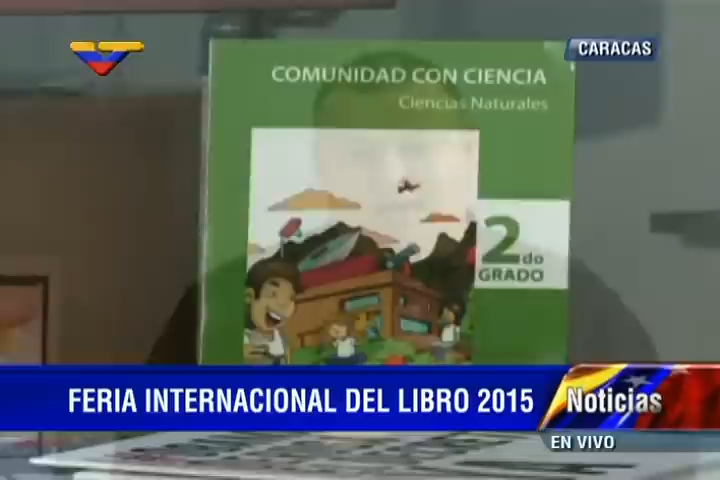 CARACAS
COMUNIDAD CON CIENCIA
Ciencias Naturales
2do
GRADO
FERIA INTERNACIONAL DEL LIBRO 2015
Noticias
EN VIVO